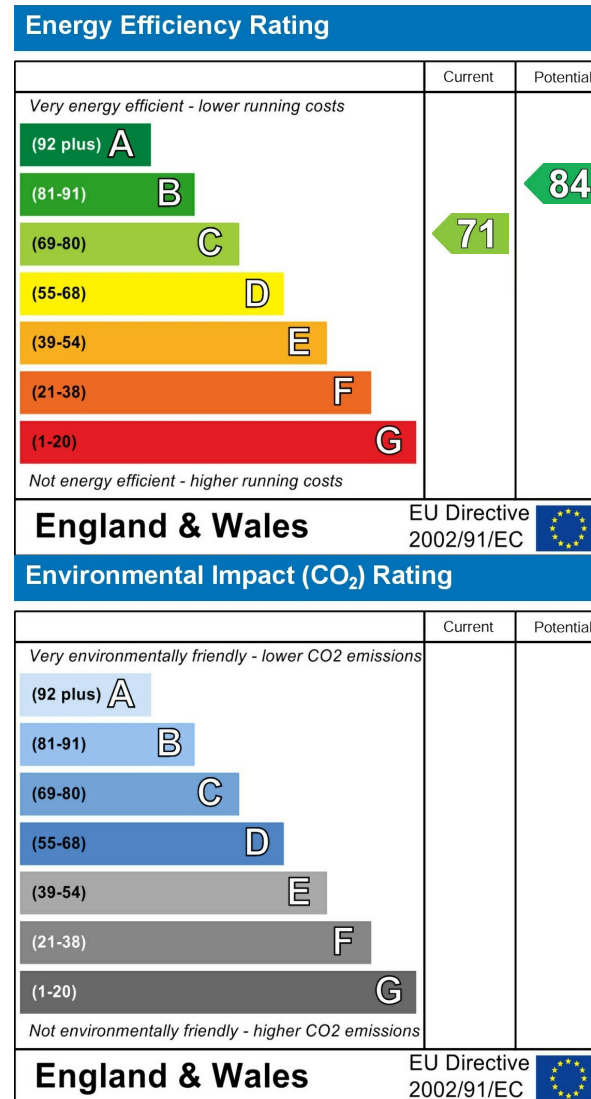 Energy Efficiency Rating
Current Potential
Very energy efficient - lower running costs
(92 plus) A
(81-91) B
84
(69-80) C
71
(55-68) D
(39-54) E
(21-38) F
(1-20) G
Not energy efficient - higher running costs
England & Wales
EU Directive
2002/91/EC
Environmental Impact (CO₂) Rating
Current Potential
Very environmentally friendly - lower CO2 emissions
(92 plus) A
(81-91) B
(69-80) C
(55-68) D
(39-54) E
(21-38) F
(1-20) G
Not environmentally friendly - higher CO2 emissions
England & Wales
EU Directive
2002/91/EC